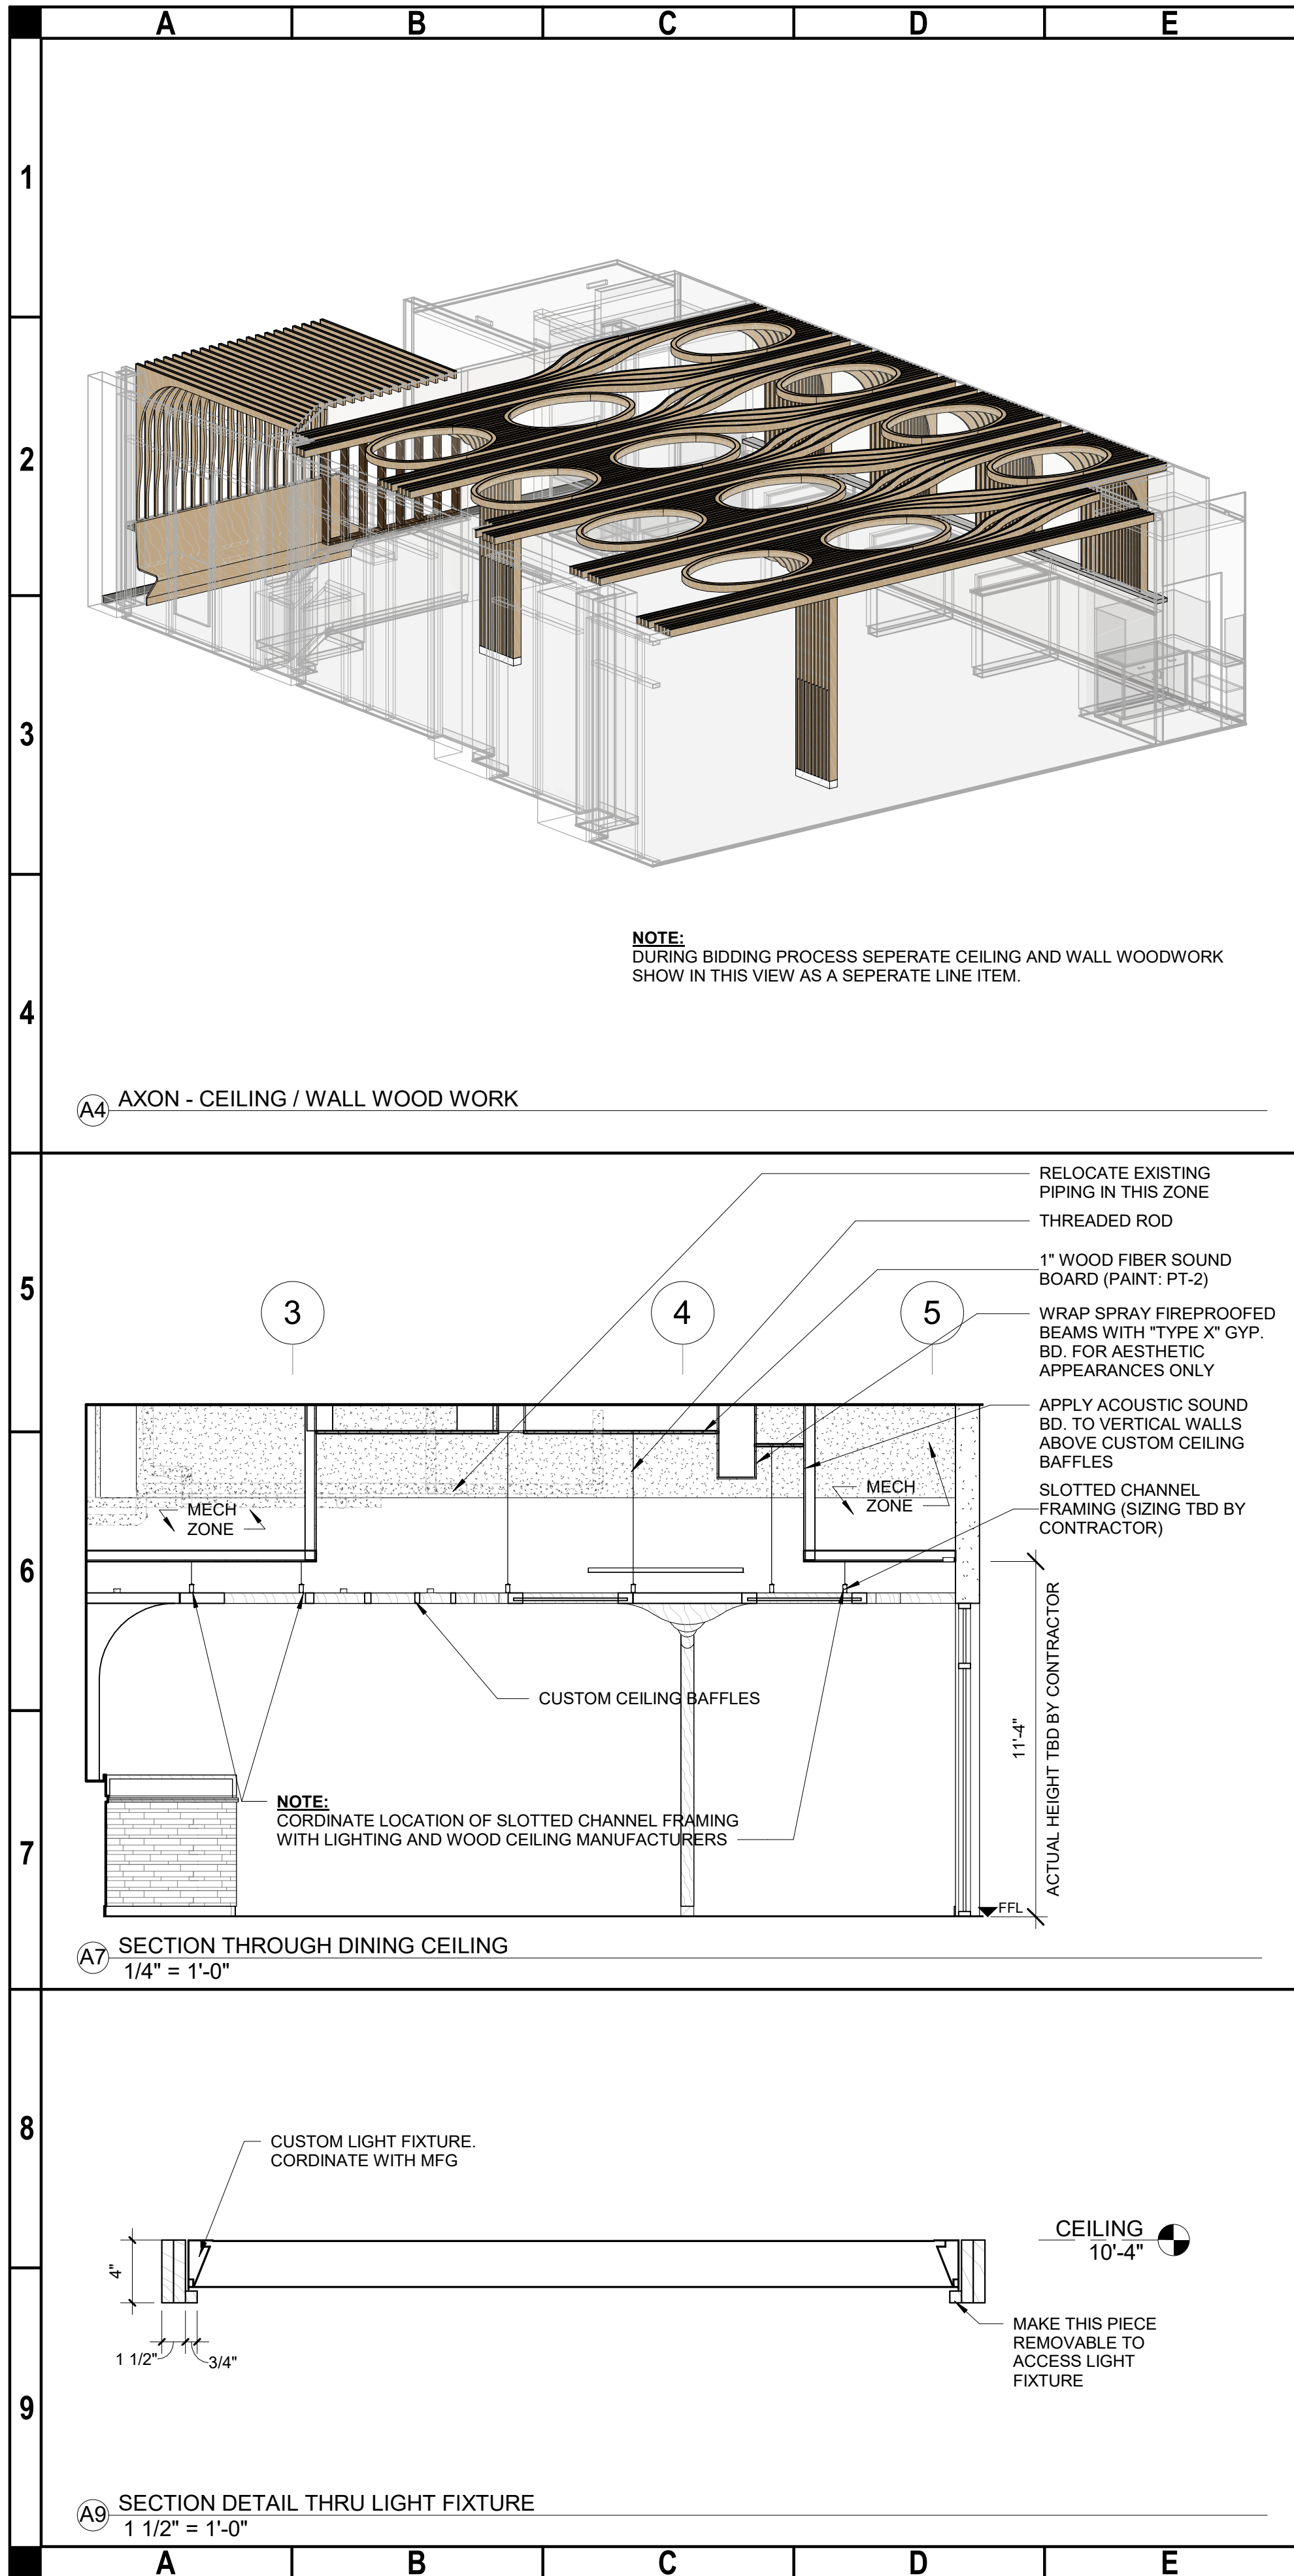 A B C D E
1
2
3
4
5
6
7
8
9
NOTE:
DURING BIDDING PROCESS SEPERATE CEILING AND WALL WOODWORK
SHOW IN THIS VIEW AS A SEPERATE LINE ITEM.
A4 AXON - CEILING / WALL WOOD WORK
RELOCATE EXISTING
PIPING IN THIS ZONE
THREADED ROD
1" WOOD FIBER SOUND
BOARD (PAINT: PT-2)
3 4 5
WRAP SPRAY FIREPROOFED
BEAMS WITH "TYPE X" GYP.
BD. FOR AESTHETIC
APPEARANCES ONLY
APPLY ACOUSTIC SOUND
BD. TO VERTICAL WALLS
ABOVE CUSTOM CEILING
BAFFLES
SLOTTED CHANNEL
FRAMING (SIZING TBD BY
CONTRACTOR)
MECH
ZONE
MECH
ZONE
CUSTOM CEILING BAFFLES
11'-4"
ACTUAL HEIGHT TBD BY CONTRACTOR
NOTE:
CORDINATE LOCATION OF SLOTTED CHANNEL FRAMING
WITH LIGHTING AND WOOD CEILING MANUFACTURERS
FFL
A7 SECTION THROUGH DINING CEILING
1/4" = 1'-0"
CUSTOM LIGHT FIXTURE.
CORDINATE WITH MFG
CEILING
10'-4"
4"
1 1/2"
3/4"
MAKE THIS PIECE
REMOVABLE TO
ACCESS LIGHT
FIXTURE
A9 SECTION DETAIL THRU LIGHT FIXTURE
1 1/2" = 1'-0"
A B C D E